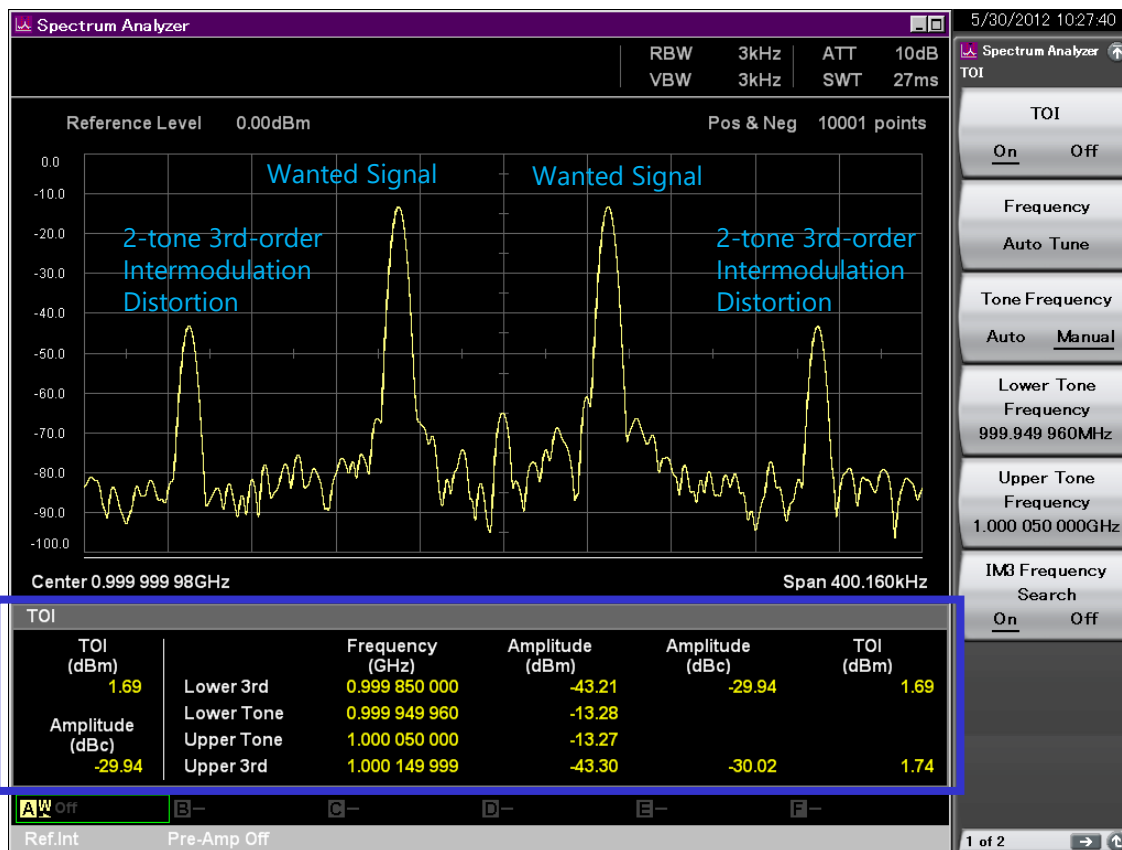 Spectrum Analyzer
5/30/2012 10:27:40
RBW 3kHz ATT 10dB
VBW 3kHz SWT 27ms
Reference Level 0.00dBm Pos & Neg 10001 points
0.0
-10.0
-20.0
-30.0
-40.0
-50.0
-60.0
-70.0
-80.0
-90.0
-100.0
Wanted Signal
Wanted Signal
2-tone 3rd-order
Intermodulation
Distortion
2-tone 3rd-order
Intermodulation
Distortion
Center 0.999 999 98GHz Span 400.160kHz
TOI
TOI
(dBm)
1.69
Amplitude
(dBc)
-29.94
Frequency Amplitude Amplitude TOI
(GHz) (dBm) (dBc) (dBm)
Lower 3rd 0.999 850 000 -43.21 -29.94 1.69
Lower Tone 0.999 949 960 -13.28
Upper Tone 1.000 050 000 -13.27
Upper 3rd 1.000 149 999 -43.30 -30.02 1.74
A W Off B- C- D- E- F-
Ref.Int Pre-Amp Off
Spectrum Analyzer
TOI
TOI
On Off
Frequency
Auto Tune
Tone Frequency
Auto Manual
Lower Tone
Frequency
999.949 960MHz
Upper Tone
Frequency
1.000 050 000GHz
IM3 Frequency
Search
On Off
1 of 2